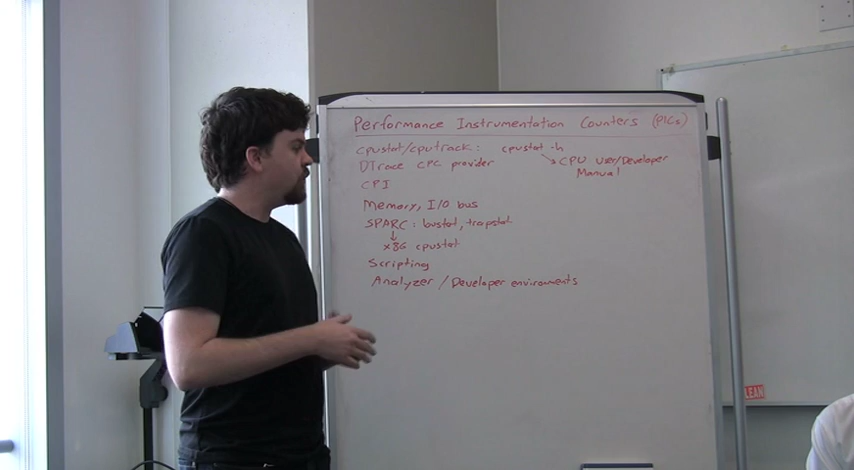 Performance Instrumentation Counters (PICs)
cpustat/cputrack: cpustat -h
DTrace CPC provider → CPU User/Developer
Manual
CPI
Memory, I/O bus
SPARC: busstat, trapstat
↓
x86 cpustat
Scripting
Analyzer / Developer environments
LEAN